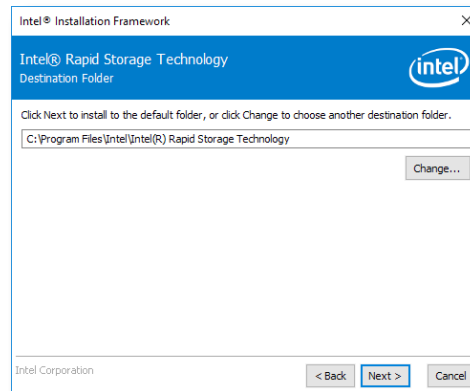 Intel® Installation Framework
Intel® Rapid Storage Technology
Destination Folder
intel
Click Next to install to the default folder, or click Change to choose another destination folder.
C:\Program Files\Intel\Intel(R) Rapid Storage Technology
Change...
Intel Corporation
< Back Next > Cancel